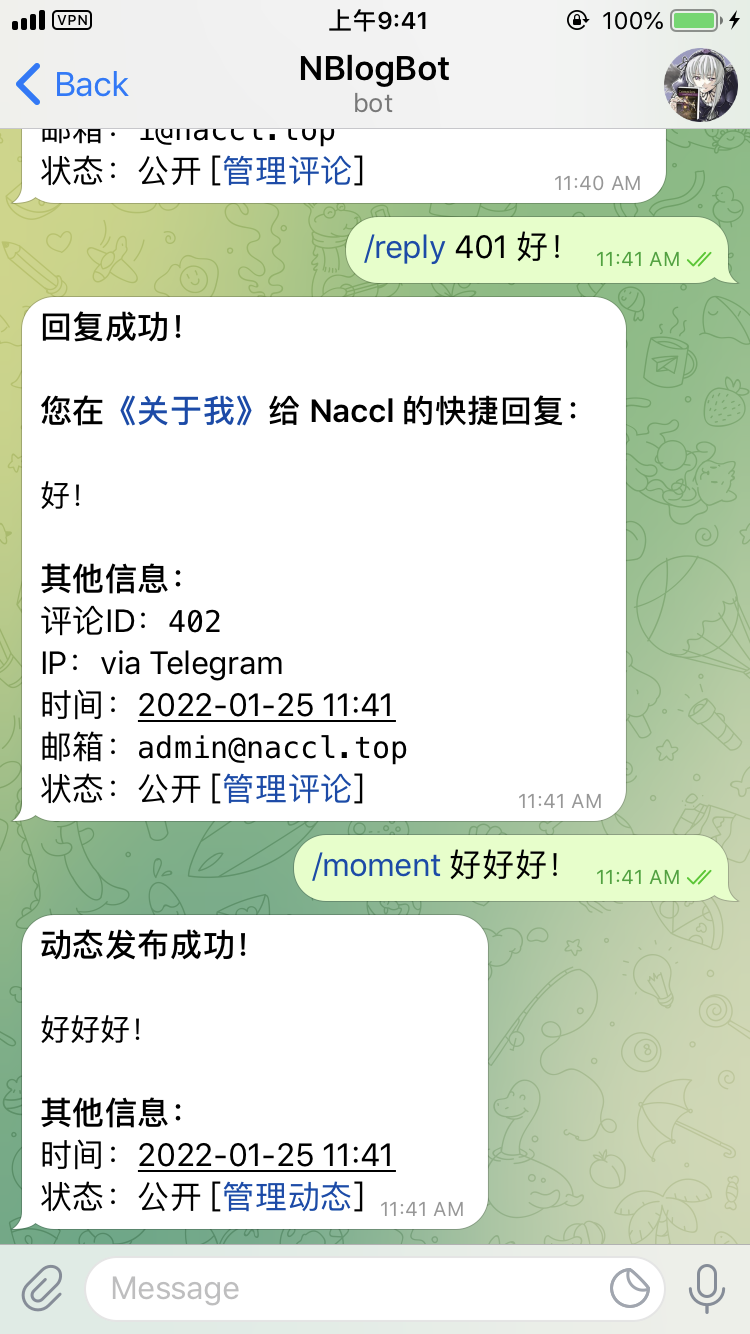 VPN 上午9:41 100%
Back NBlogBot
bot
邮箱：i@naccl.top
状态：公开 [管理评论] 11:40 AM
/reply 401 好！ 11:41 AM
回复成功！
您在《关于我》给 Naccl 的快捷回复：
好！
其他信息：
评论ID：402
IP：via Telegram
时间：2022-01-25 11:41
邮箱：admin@naccl.top
状态：公开 [管理评论] 11:41 AM
/moment 好好好！ 11:41 AM
动态发布成功！
好好好！
其他信息：
时间：2022-01-25 11:41
状态：公开 [管理动态] 11:41 AM
Message